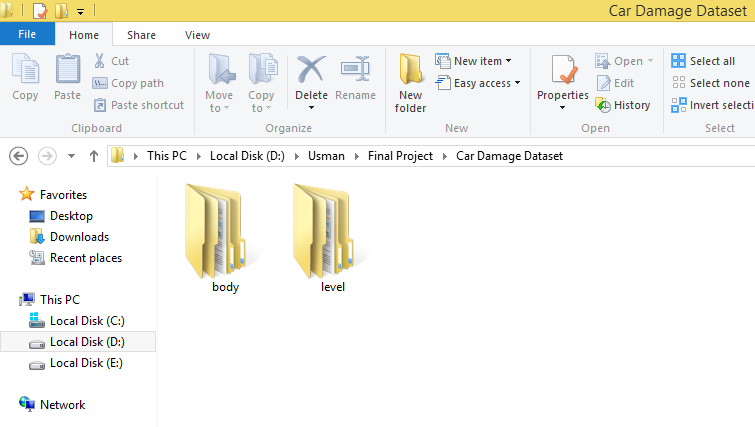 Car Damage Dataset
File Home Share View
Copy
Paste
Cut
Copy path
Paste shortcut
Clipboard
Move to
Copy to
Delete
Rename
Organize
New folder
New item
Easy access
New
Properties
Open
Edit
History
Open
Select all
Select none
Invert selecti
Select
This PC Local Disk (D:) Usman Final Project Car Damage Dataset
Favorites
Desktop
Downloads
Recent places
This PC
Local Disk (C:)
Local Disk (D:)
Local Disk (E:)
Network
body
level